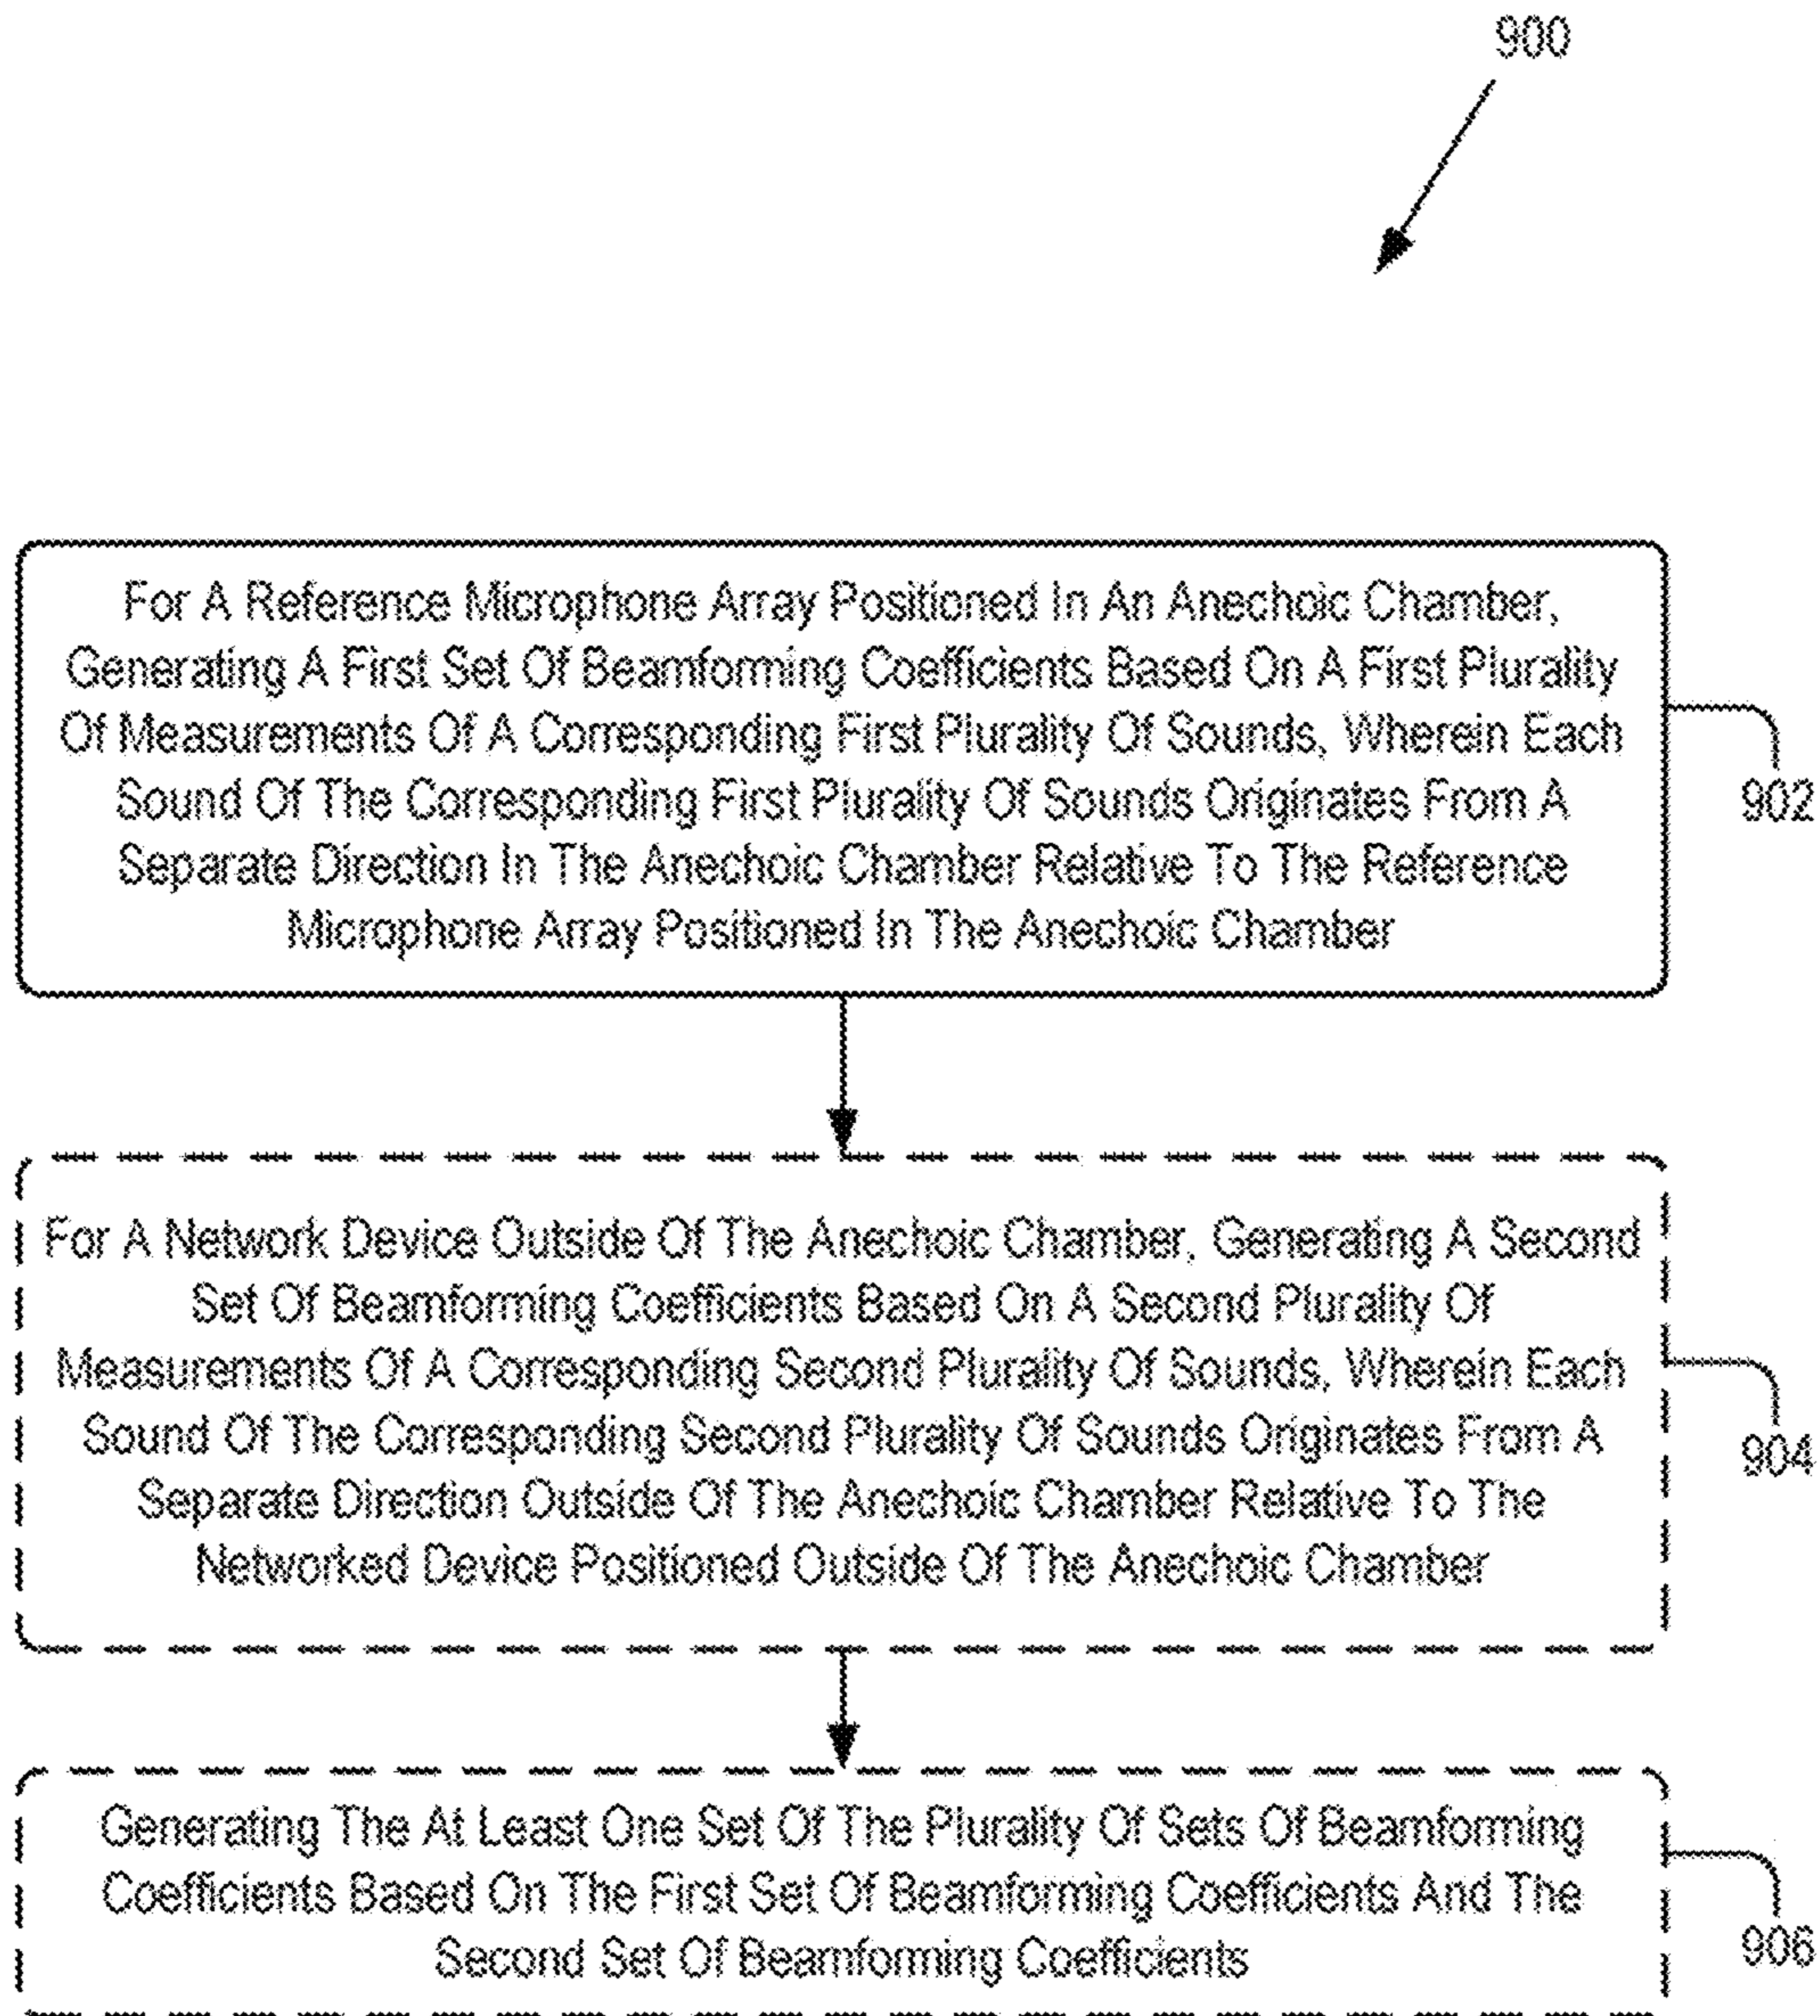 900
For A Reference Microphone Array Positioned In An Anechoic Chamber,
Generating A First Set Of Beamforming Coefficients Based On A First Plurality
Of Measurements Of A Corresponding First Plurality Of Sounds, Wherein Each
Sound Of The Corresponding First Plurality Of Sounds Originates From A
Separate Direction In The Anechoic Chamber Relative To The Reference
Microphone Array Positioned In The Anechoic Chamber
902
For A Network Device Outside Of The Anechoic Chamber, Generating A Second
Set Of Beamforming Coefficients Based On A Second Plurality Of
Measurements Of A Corresponding Second Plurality Of Sounds, Wherein Each
Sound Of The Corresponding Second Plurality Of Sounds Originates From A
Separate Direction Outside Of The Anechoic Chamber Relative To The
Networked Device Positioned Outside Of The Anechoic Chamber
904
Generating The At Least One Set Of The Plurality Of Sets Of Beamforming
Coefficients Based On The First Set Of Beamforming Coefficients And The
Second Set Of Beamforming Coefficients
906